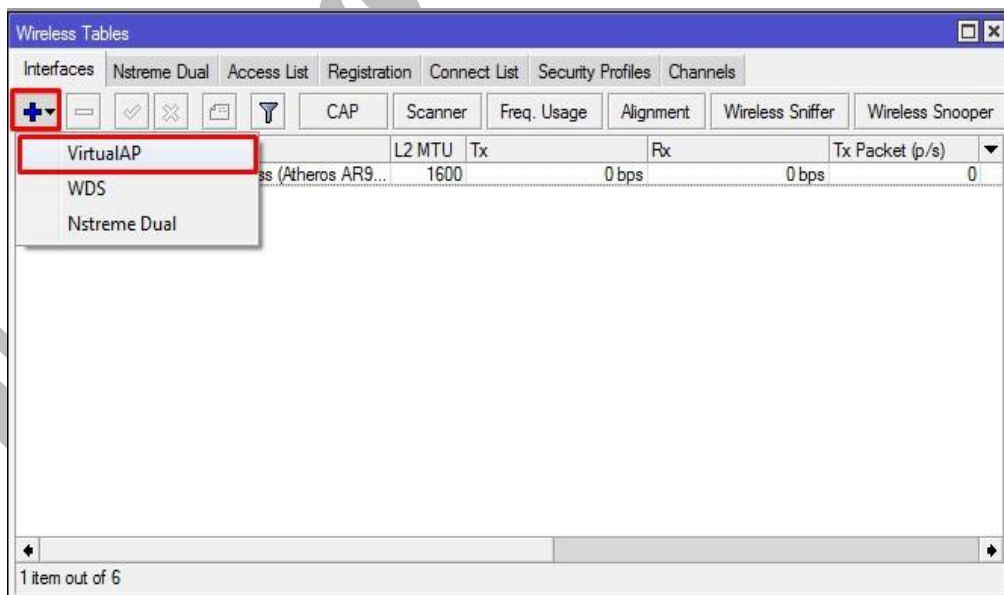 Wireless Tables
Interfaces Nstreme Dual Access List Registration Connect List Security Profiles Channels
CAP Scanner Freq. Usage Alignment Wireless Sniffer Wireless Snooper
VirtualAP
WDS
Nstreme Dual
L2 MTU Tx Rx Tx Packet (p/s)
ss (Atheros AR9... 1600 0 bps 0 bps 0
1 item out of 6